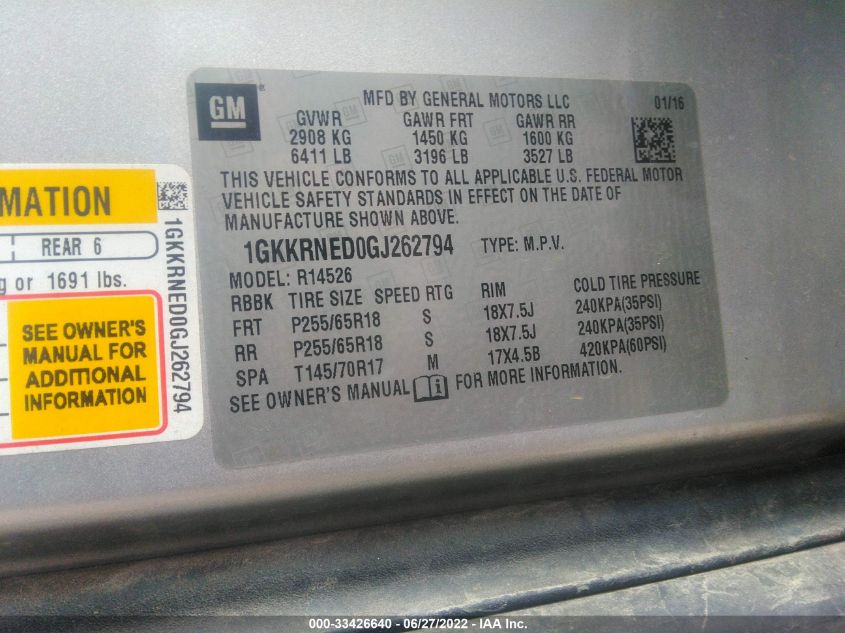 GM
MFD BY GENERAL MOTORS LLC 01/16
GVWR GAWR FRT GAWR RR
2908 KG 1450 KG 1600 KG
6411 LB 3196 LB 3527 LB
THIS VEHICLE CONFORMS TO ALL APPLICABLE U.S. FEDERAL MOTOR
VEHICLE SAFETY STANDARDS IN EFFECT ON THE DATE OF
MANUFACTURE SHOWN ABOVE.
1GKKRNED0GJ262794 TYPE: M.P.V.
MODEL: R14526
RBBK TIRE SIZE SPEED RTG RIM COLD TIRE PRESSURE
FRT P255/65R18 S 18X7.5J 240KPA(35PSI)
RR P255/65R18 S 18X7.5J 240KPA(35PSI)
SPA T145/70R17 M 17X4.5B 420KPA(60PSI)
SEE OWNER'S MANUAL i FOR MORE INFORMATION.
MATION
REAR 6
g or 1691 lbs.
SEE OWNER'S
MANUAL FOR
ADDITIONAL
INFORMATION
1GKKRNED0GJ262794
000-33426640 - 06/27/2022 - IAA Inc.